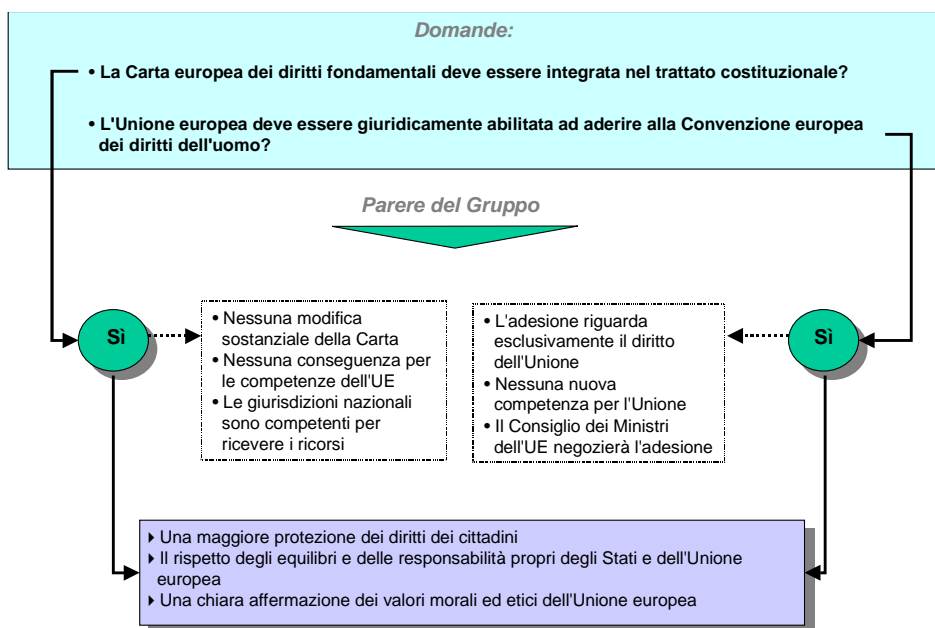 Domande:
• La Carta europea dei diritti fondamentali deve essere integrata nel trattato costituzionale?
• L'Unione europea deve essere giuridicamente abilitata ad aderire alla Convenzione europea
dei diritti dell'uomo?
Parere del Gruppo
Sì
• Nessuna modifica
sostanziale della Carta
• Nessuna conseguenza per
le competenze dell'UE
• Le giurisdizioni nazionali
sono competenti per
ricevere i ricorsi
• L'adesione riguarda
esclusivamente il diritto
dell'Unione
• Nessuna nuova
competenza per l'Unione
• Il Consiglio dei Ministri
dell'UE negozierà l'adesione
Sì
Una maggiore protezione dei diritti dei cittadini
Il rispetto degli equilibri e delle responsabilità propri degli Stati e dell'Unione
europea
Una chiara affermazione dei valori morali ed etici dell'Unione europea